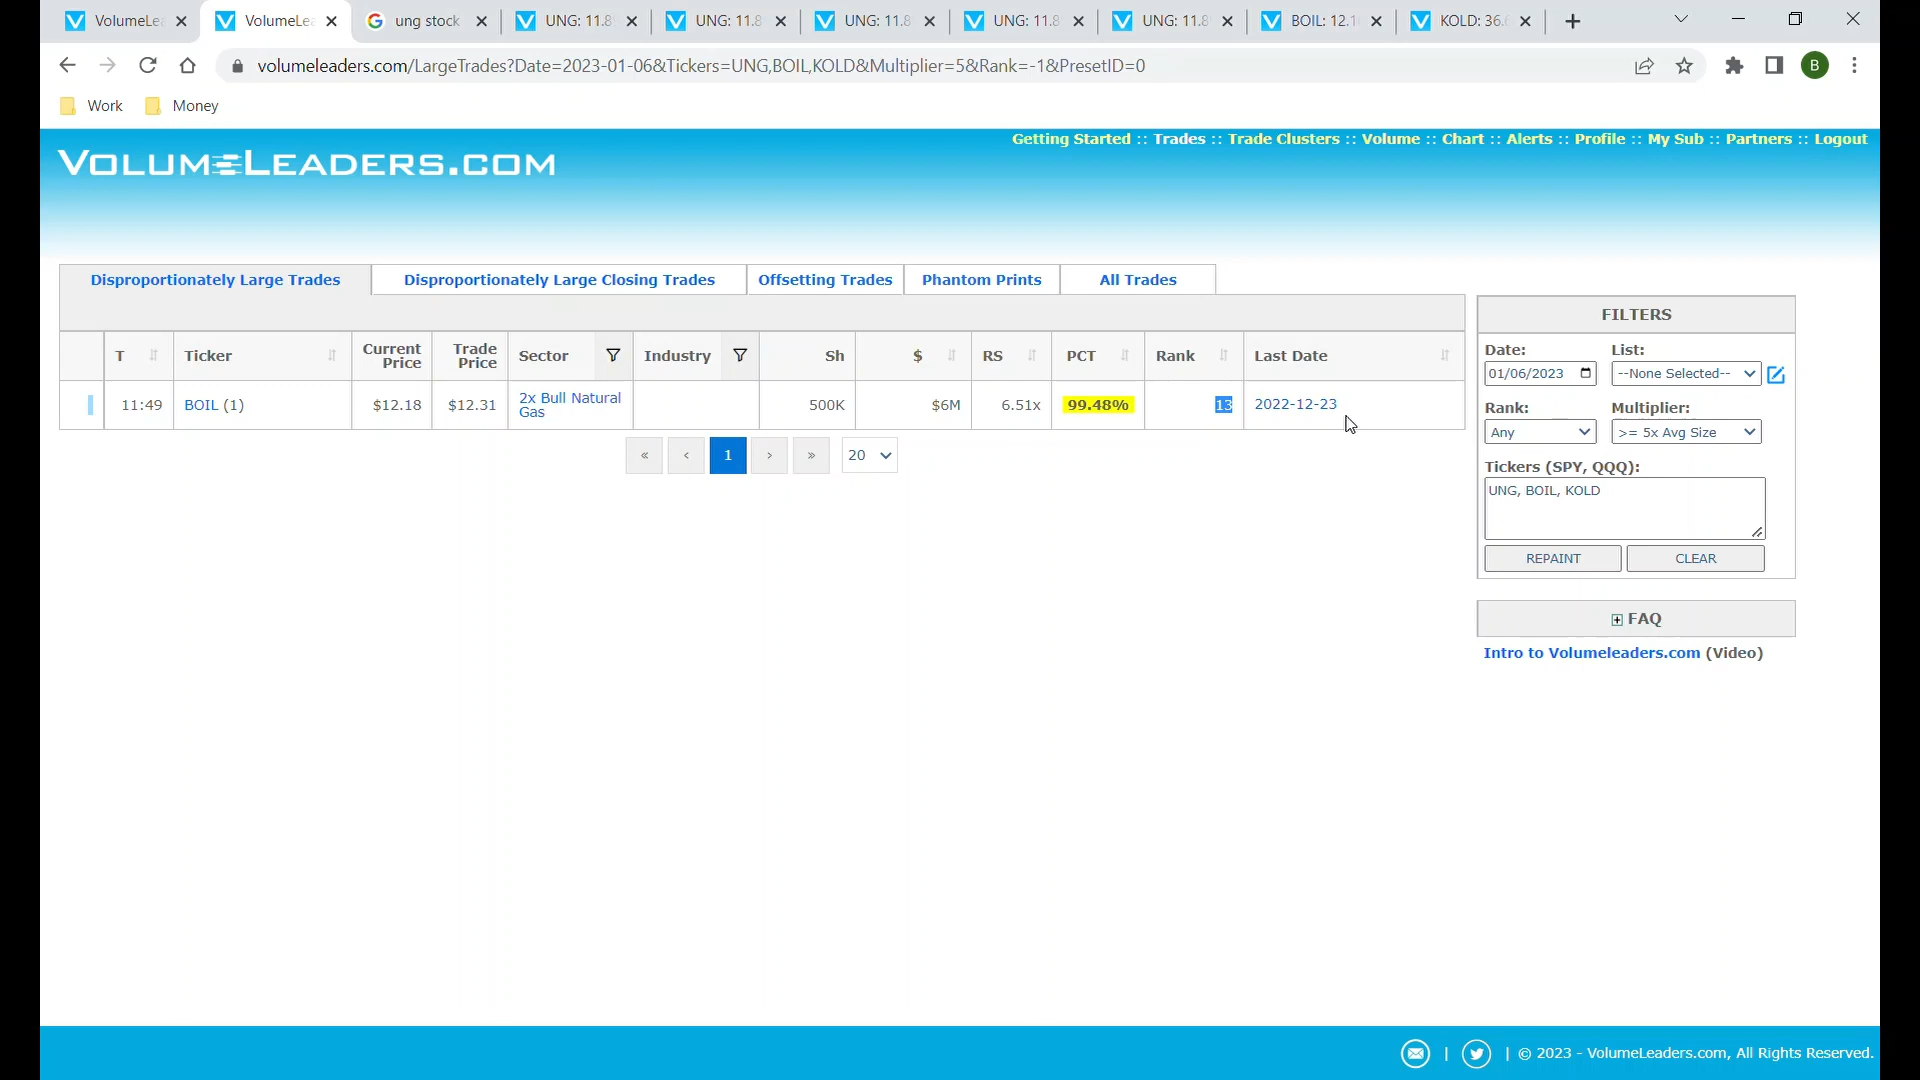 VolumeLea
VolumeLea
ung stock
UNG: 11.8
UNG: 11.8
UNG: 11.8
UNG: 11.8
UNG: 11.8
BOIL: 12.1
KOLD: 36.6
volumeleaders.com/LargeTrades?Date=2023-01-06&Tickers=UNG,BOIL,KOLD&Multiplier=5&Rank=-1&PresetID=0
B
Work
Money
Getting Started :: Trades :: Trade Clusters :: Volume :: Chart :: Alerts :: Profile :: My Sub :: Partners :: Logout
VOLUMELEADERS.COM
Disproportionately Large Trades
Disproportionately Large Closing Trades
Offsetting Trades
Phantom Prints
All Trades
T Ticker Current Price Trade Price Sector Industry Sh $ RS PCT Rank Last Date
11:49 BOIL (1) $12.18 $12.31 2x Bull Natural Gas 500K $6M 6.51x 99.48% 13 2022-12-23
« ‹ 1 › » 20
FILTERS
Date: List:
01/06/2023 --None Selected--
Rank: Multiplier:
Any >= 5x Avg Size
Tickers (SPY, QQQ):
UNG, BOIL, KOLD
REPAINT CLEAR
FAQ
Intro to Volumeleaders.com (Video)
| | © 2023 - VolumeLeaders.com, All Rights Reserved.